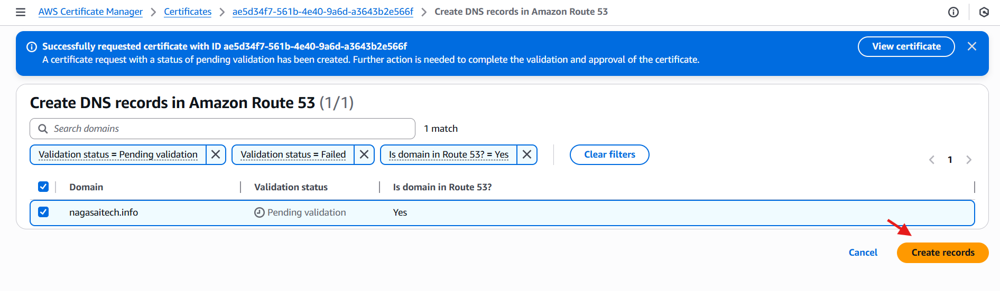 AWS Certificate Manager > Certificates > ae5d34f7-561b-4e40-9a6d-a3643b2e566f > Create DNS records in Amazon Route 53
Successfully requested certificate with ID ae5d34f7-561b-4e40-9a6d-a3643b2e566f
A certificate request with a status of pending validation has been created. Further action is needed to complete the validation and approval of the certificate.
View certificate
Create DNS records in Amazon Route 53 (1/1)
Search domains
1 match
Validation status = Pending validation
Validation status = Failed
Is domain in Route 53? = Yes
Clear filters
1
Domain Validation status Is domain in Route 53?
nagasaitech.info Pending validation Yes
Cancel
Create records